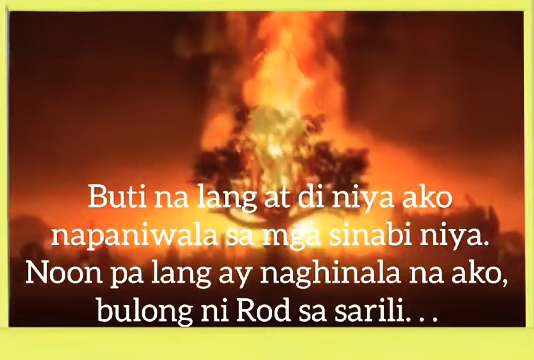 Buti na lang at di niya ako
napaniwala sa mga sinabi niya.
Noon pa lang ay naghinala na ako,
bulong ni Rod sa sarili. . .